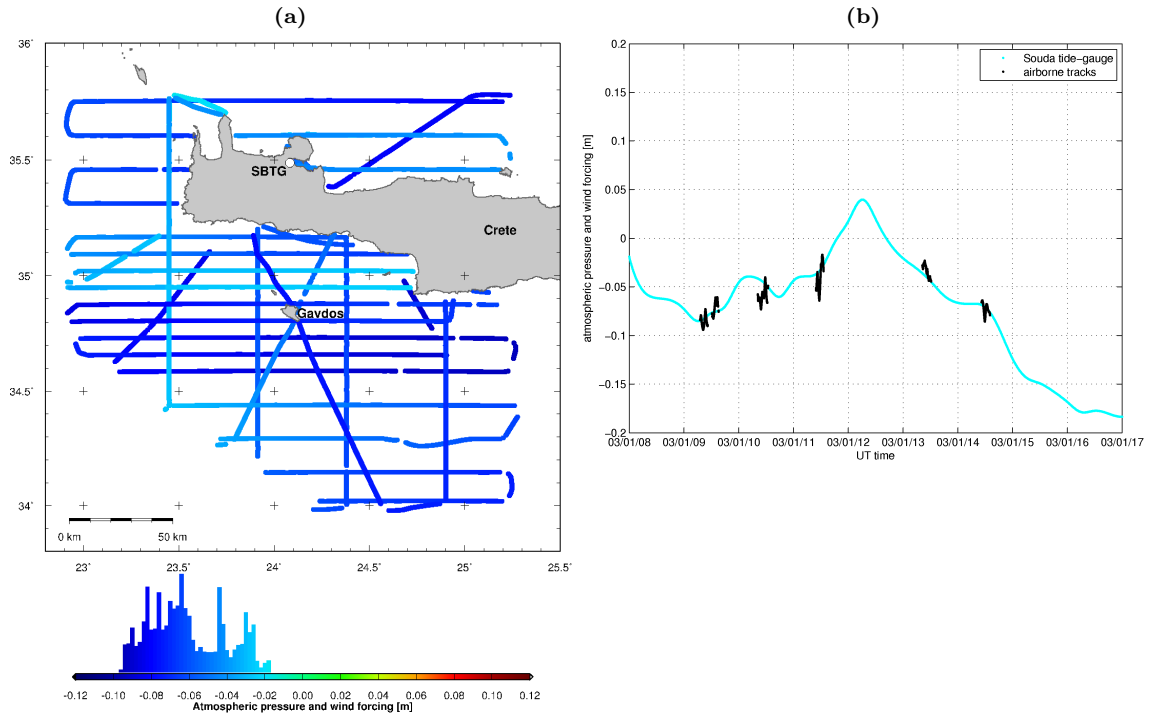 (a)
(b)
36˚
35.5˚
35˚
34.5˚
34˚
23˚
23.5˚
24˚
24.5˚
25˚
25.5˚
SBTG
Crete
Gavdos
0 km
50 km
-0.12 -0.10 -0.08 -0.06 -0.04 -0.02 0.00 0.02 0.04 0.06 0.08 0.10 0.12
Atmospheric pressure and wind forcing [m]
Souda tide−gauge
airborne tracks
atmospheric pressure and wind forcing [m]
0.2
0.15
0.1
0.05
0
−0.05
−0.1
−0.15
−0.2
03/01/08 03/01/09 03/01/10 03/01/11 03/01/12 03/01/13 03/01/14 03/01/15 03/01/16 03/01/17
UT time